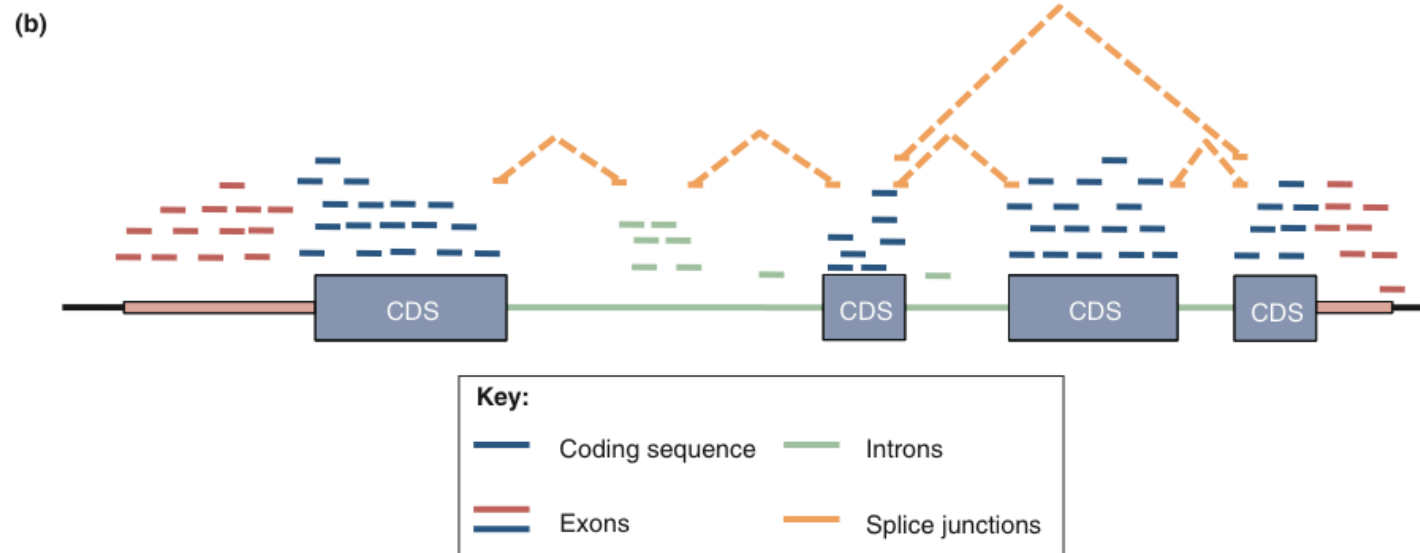 (b)
CDS
CDS
CDS
CDS
Key:
Coding sequence
Introns
Exons
Splice junctions